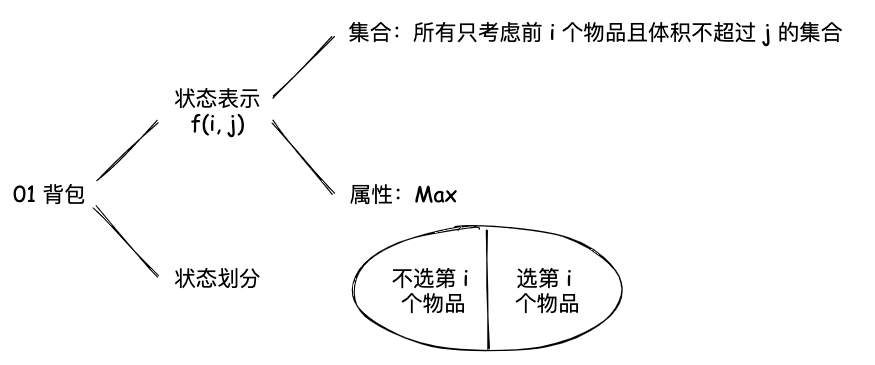 集合：所有只考虑前 i 个物品且体积不超过 j 的集合
状态表示
f(i, j)
01 背包
属性：Max
状态划分
不选第 i
个物品
选第 i
个物品